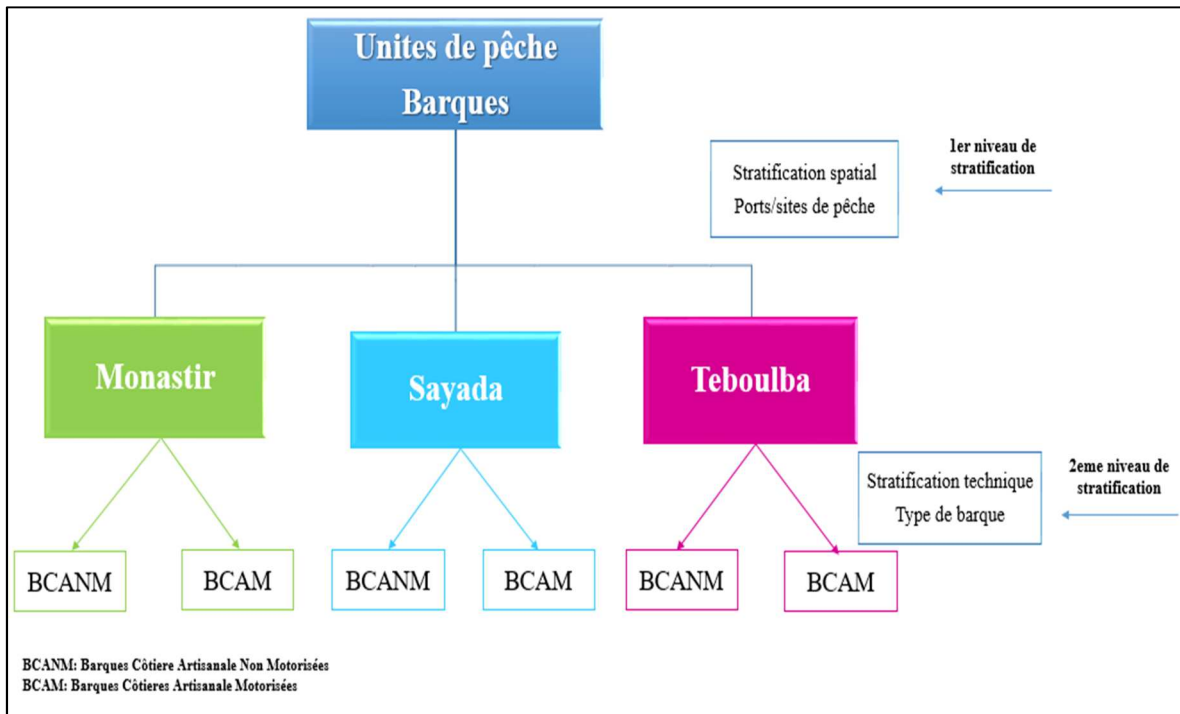 Unites de pêche
Barques
1er niveau de
stratification
Stratification spatial
Ports/sites de pêche
Monastir
Sayada
Teboulba
2eme niveau de
stratification
Stratification technique
Type de barque
BCANM
BCAM
BCANM
BCAM
BCANM
BCAM
BCANM: Barques Côtiere Artisanale Non Motorisées
BCAM: Barques Côtieres Artisanale Motorisées